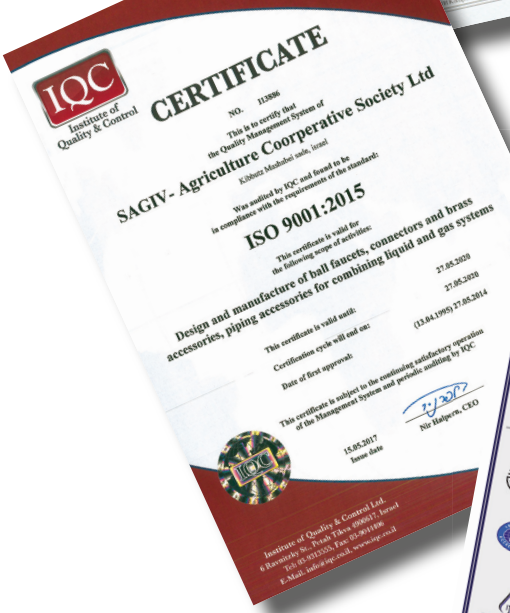 IQC
Institute of
Quality & Control
CERTIFICATE
NO. 113886
This is to certify that
the Quality Management System of
SAGIV- Agriculture Coorperative Society Ltd
Kibbutz Mashabei sade, israel
Was audited by IQC and found to be
in compliance with the requirements of the standard:
ISO 9001:2015
This certificate is valid for
the following scope of activities:
Design and manufacture of ball faucets, connectors and brass
accessories, piping accessories for combining liquid and gas systems
This certificate is valid until: 27.05.2020
Certification cycle will end on: 27.05.2020
Date of first approval: (13.04.1995) 27.05.2014
This certificate is subject to the continuing satisfactory operation
of the Management System and periodic auditing by IQC
Nir Halpern, CEO
15.05.2017
Issue date
IQC
Institute of Quality & Control Ltd.
6 Ravnitzky St., Petah Tikva 4900617, Israel
Tel: 03-9313555, Fax: 03-9041496
E-Mail. info@iqc.co.il, www.iqc.co.il